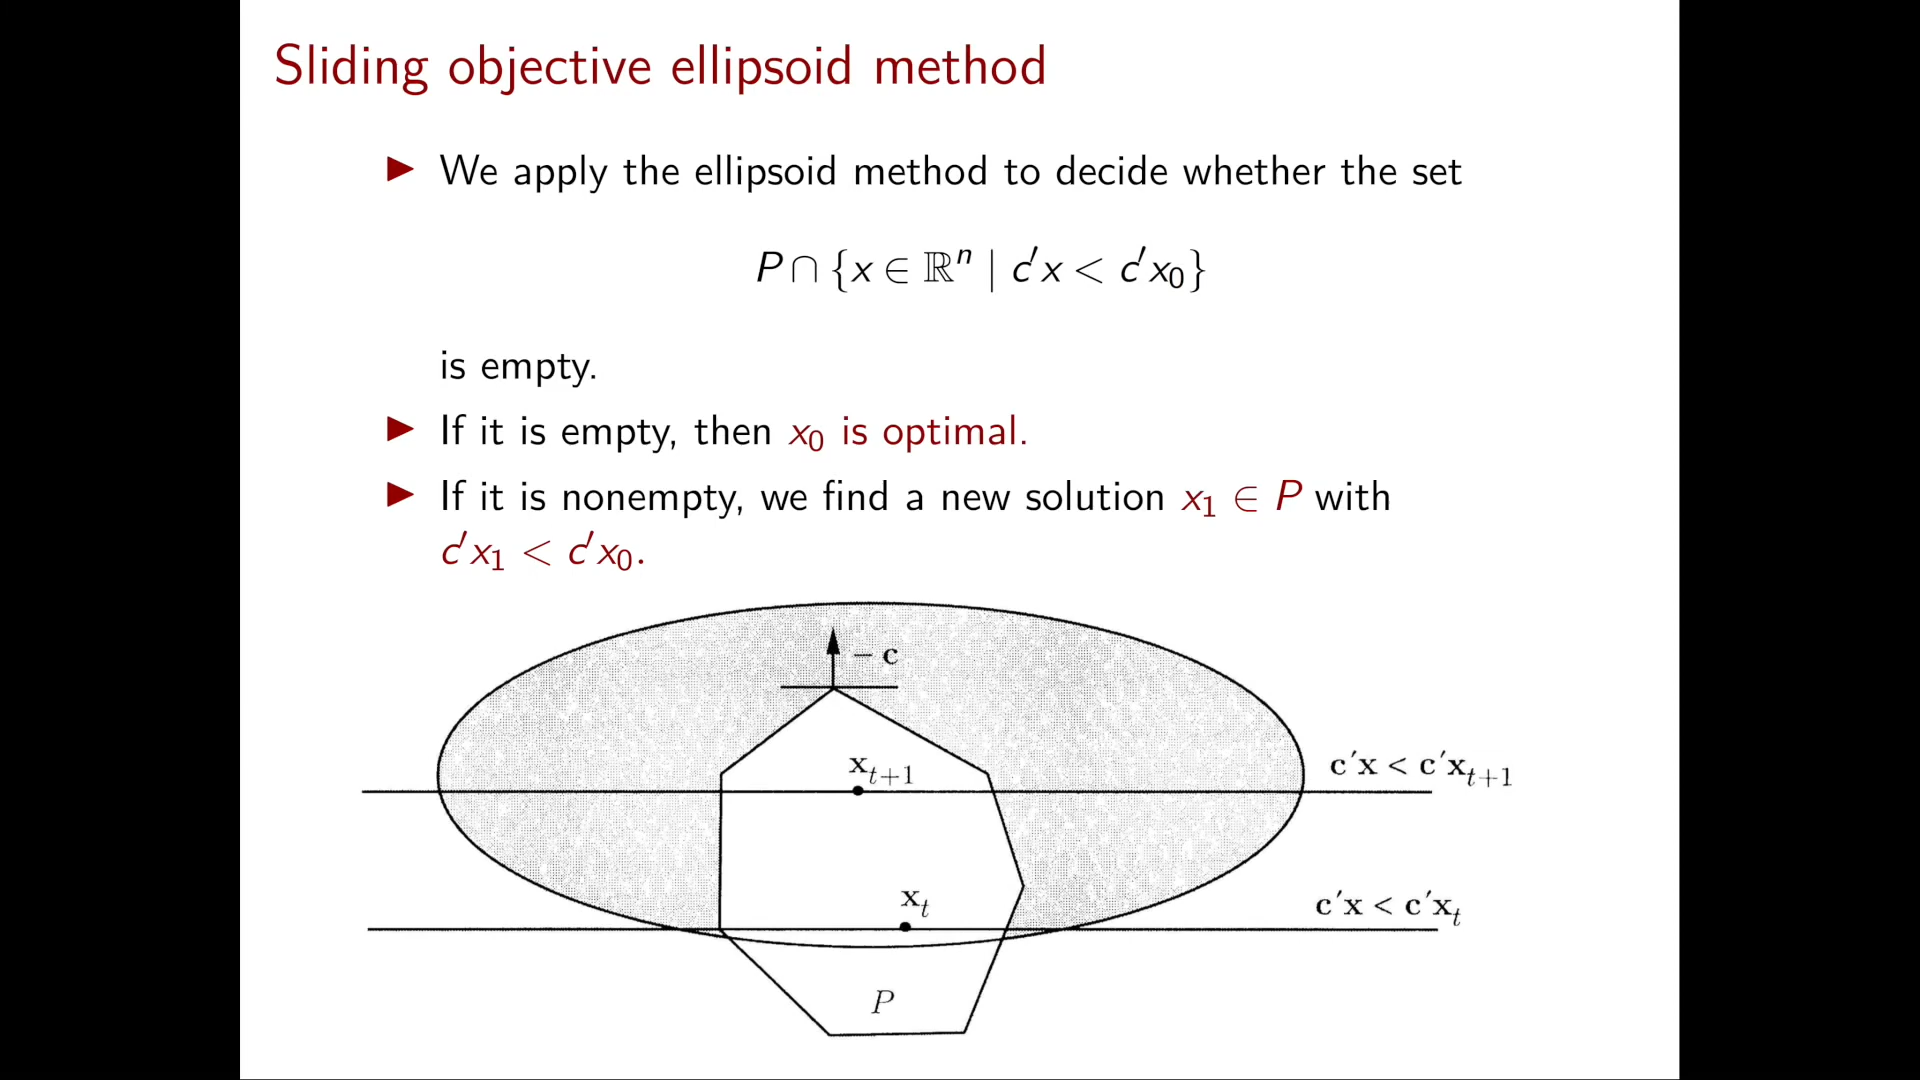 Sliding objective ellipsoid method
▶ We apply the ellipsoid method to decide whether the set
P ∩ {x ∈ ℝⁿ | c′x < c′x₀}
is empty.
▶ If it is empty, then x₀ is optimal.
▶ If it is nonempty, we find a new solution x₁ ∈ P with
c′x₁ < c′x₀.
− c
x_{t+1}
c′x < c′x_{t+1}
x_t
c′x < c′x_t
P